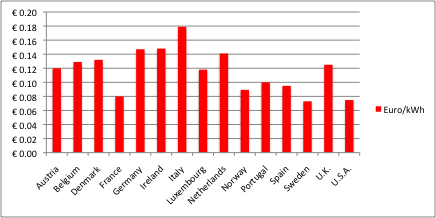 € 0.20
€ 0.18
€ 0.16
€ 0.14
€ 0.12
€ 0.10
€ 0.08
€ 0.06
€ 0.04
€ 0.02
€ 0.00
Austria
Belgium
Denmark
France
Germany
Ireland
Italy
Luxembourg
Netherlands
Norway
Portugal
Spain
Sweden
U.K.
U.S.A.
Euro/kWh